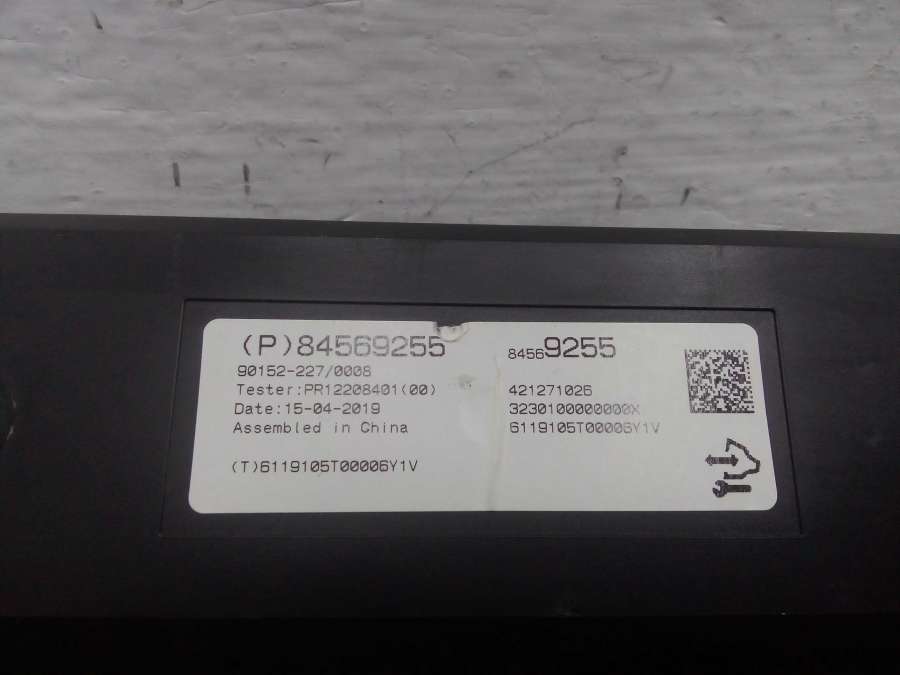 (P)84569255
90152-227/0008
Tester:PR12208401(00)
Date:15-04-2019
Assembled in China
(T)6119105T00006Y1V
84569255
421271026
3230100000000X
6119105T00006Y1V